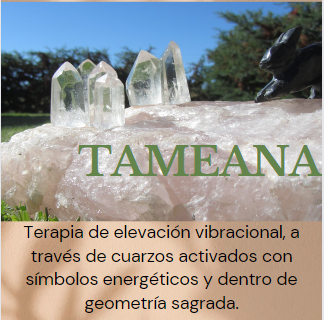 TAMEANA
Terapia de elevación vibracional, a
través de cuarzos activados con
símbolos energéticos y dentro de
geometría sagrada.